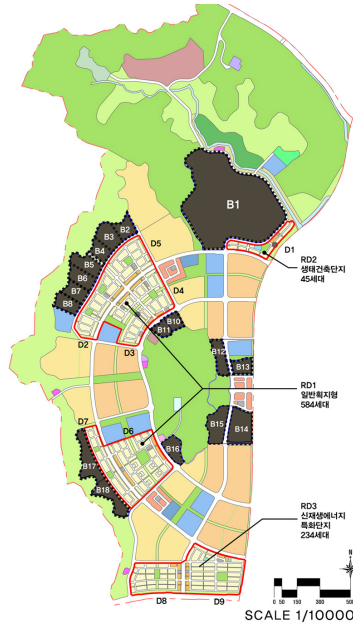 B1
B2
B3
B4
B5
B6
B7
B8
D5
D1
RD2
생태건축단지
45세대
D4
B10
B11
D2
D3
B12
B13
RD1
일반획지형
584세대
D7
D6
B15
B14
B16
B17
B18
RD3
신재생에너지
특화단지
234세대
D8
D9
N
0 50 150 300 500
SCALE 1/10000